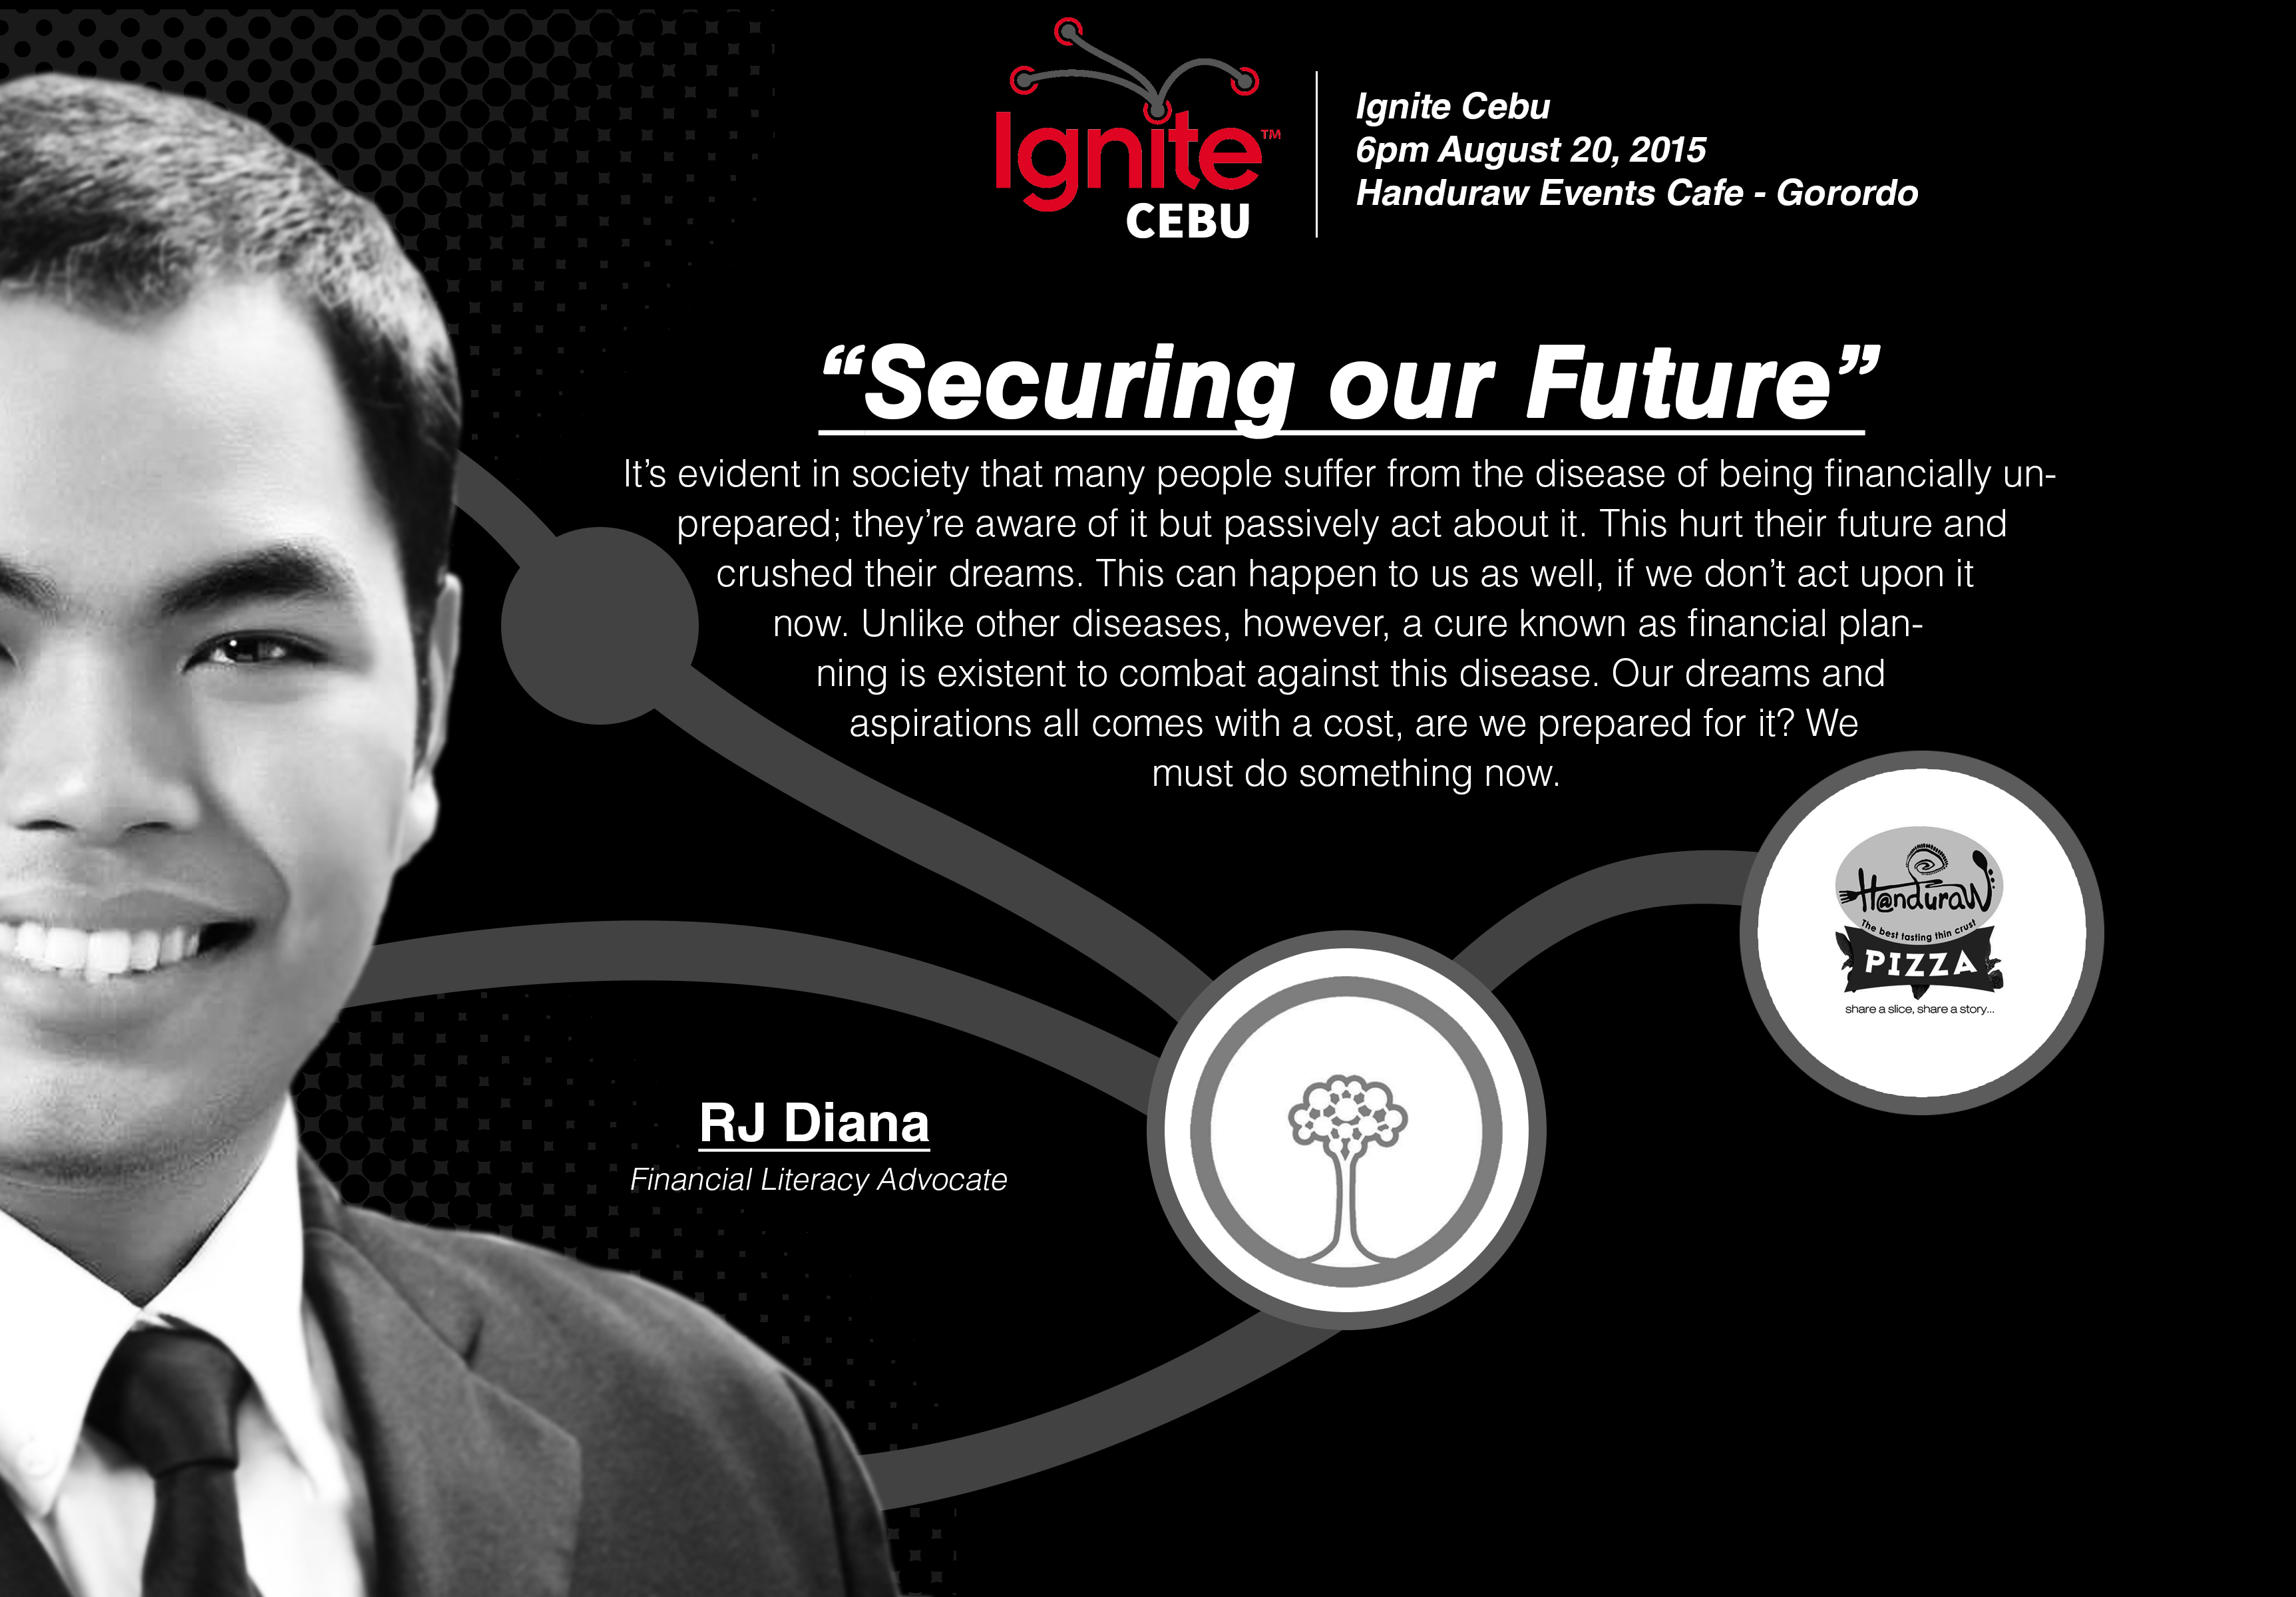 Ignite™
CEBU
Ignite Cebu
6pm August 20, 2015
Handuraw Events Cafe - Gorordo
“Securing our Future”
It’s evident in society that many people suffer from the disease of being financially un-
prepared; they’re aware of it but passively act about it. This hurt their future and
crushed their dreams. This can happen to us as well, if we don’t act upon it
now. Unlike other diseases, however, a cure known as financial plan-
ning is existent to combat against this disease. Our dreams and
aspirations all comes with a cost, are we prepared for it? We
must do something now.
H@nduraw
The best tasting thin crust
PIZZA
share a slice, share a story...
RJ Diana
Financial Literacy Advocate